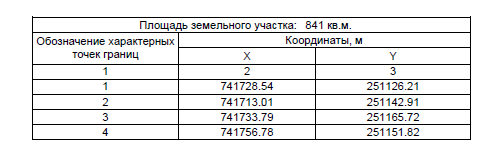 Площадь земельного участка: 841 кв.м.
Обозначение характерных точек границ
Координаты, м
X Y
1 2 3
1 741728.54 251126.21
2 741713.01 251142.91
3 741733.79 251165.72
4 741756.78 251151.82